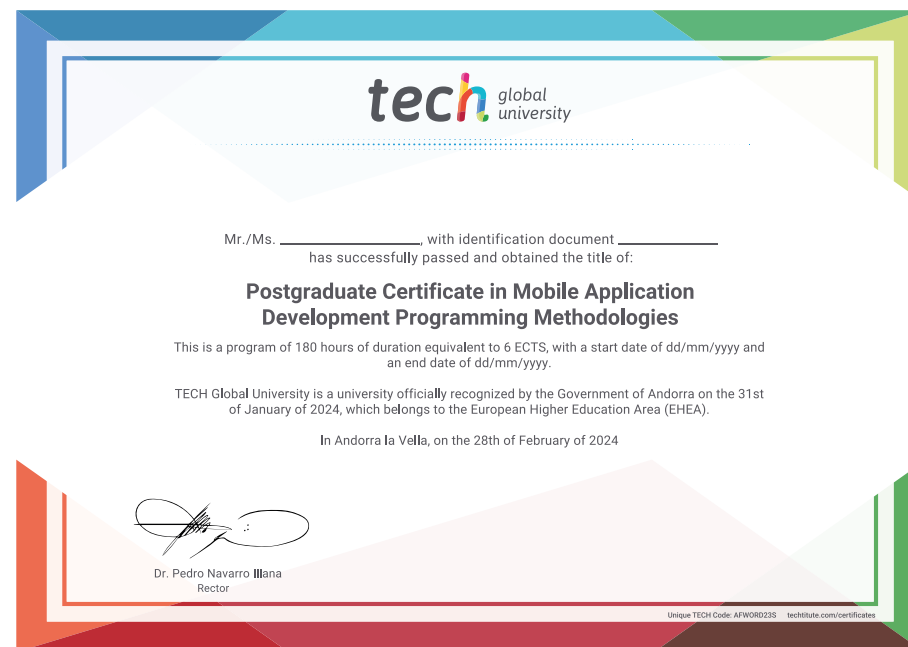 tech global
university
Mr./Ms. ____________, with identification document ____________
has successfully passed and obtained the title of:
Postgraduate Certificate in Mobile Application
Development Programming Methodologies
This is a program of 180 hours of duration equivalent to 6 ECTS, with a start date of dd/mm/yyyy and
an end date of dd/mm/yyyy.
TECH Global University is a university officially recognized by the Government of Andorra on the 31st
of January of 2024, which belongs to the European Higher Education Area (EHEA).
In Andorra la Vella, on the 28th of February of 2024
Dr. Pedro Navarro Illana
Rector
Unique TECH Code: AFWORD23S techtitute.com/certificates